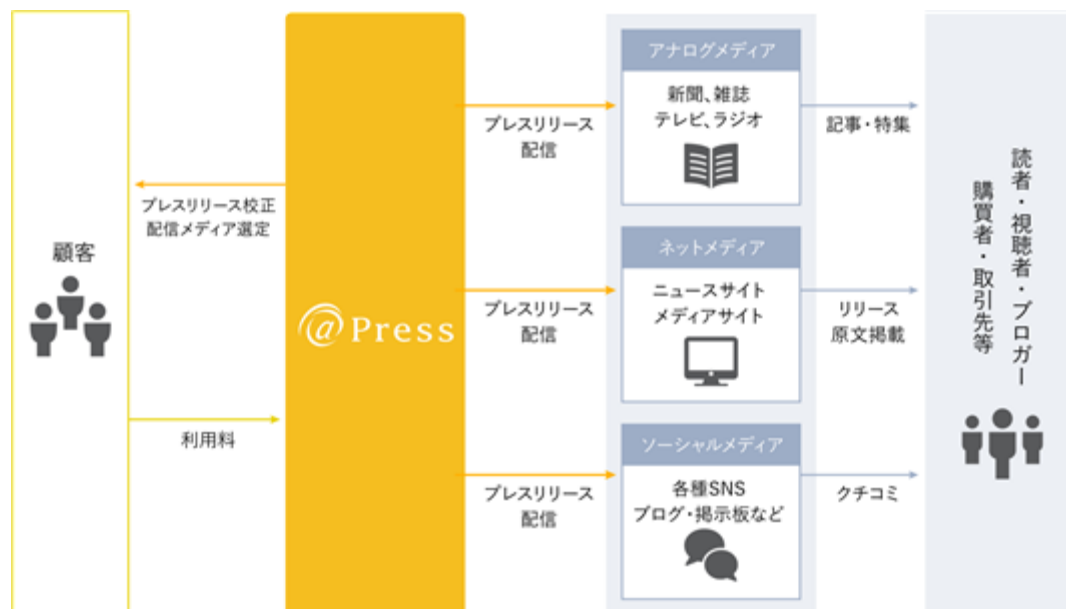 顧客
プレスリリース校正
配信メディア選定
利用料
@Press
プレスリリース
配信
プレスリリース
配信
プレスリリース
配信
アナログメディア
新聞、雑誌
テレビ、ラジオ
ネットメディア
ニュースサイト
メディアサイト
ソーシャルメディア
各種SNS
ブログ・掲示板など
記事・特集
リリース
原文掲載
クチコミ
読者・視聴者・ブロガー
購買者・取引先等